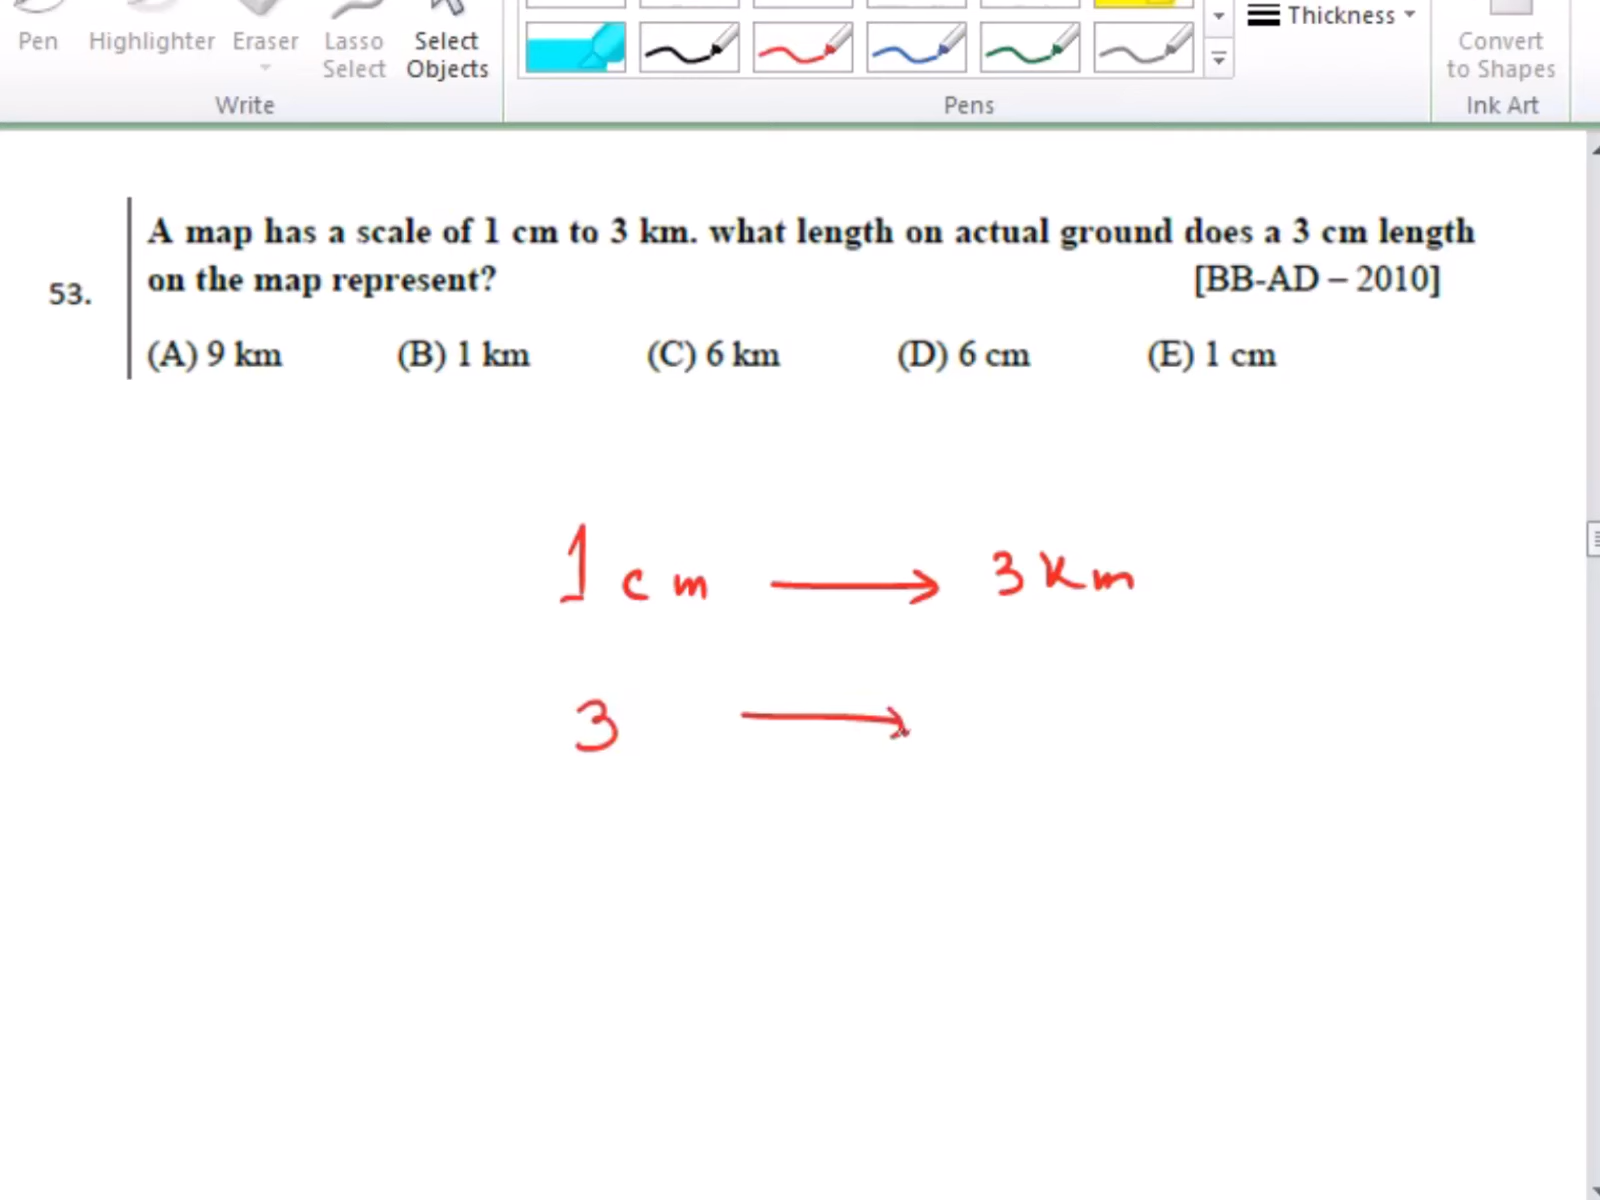 Thickness
Pen Highlighter Eraser Lasso Select Select Objects Convert to Shapes
Write Pens Ink Art
53. A map has a scale of 1 cm to 3 km. what length on actual ground does a 3 cm length
on the map represent? [BB-AD – 2010]
(A) 9 km (B) 1 km (C) 6 km (D) 6 cm (E) 1 cm
1 cm → 3 km
3 →